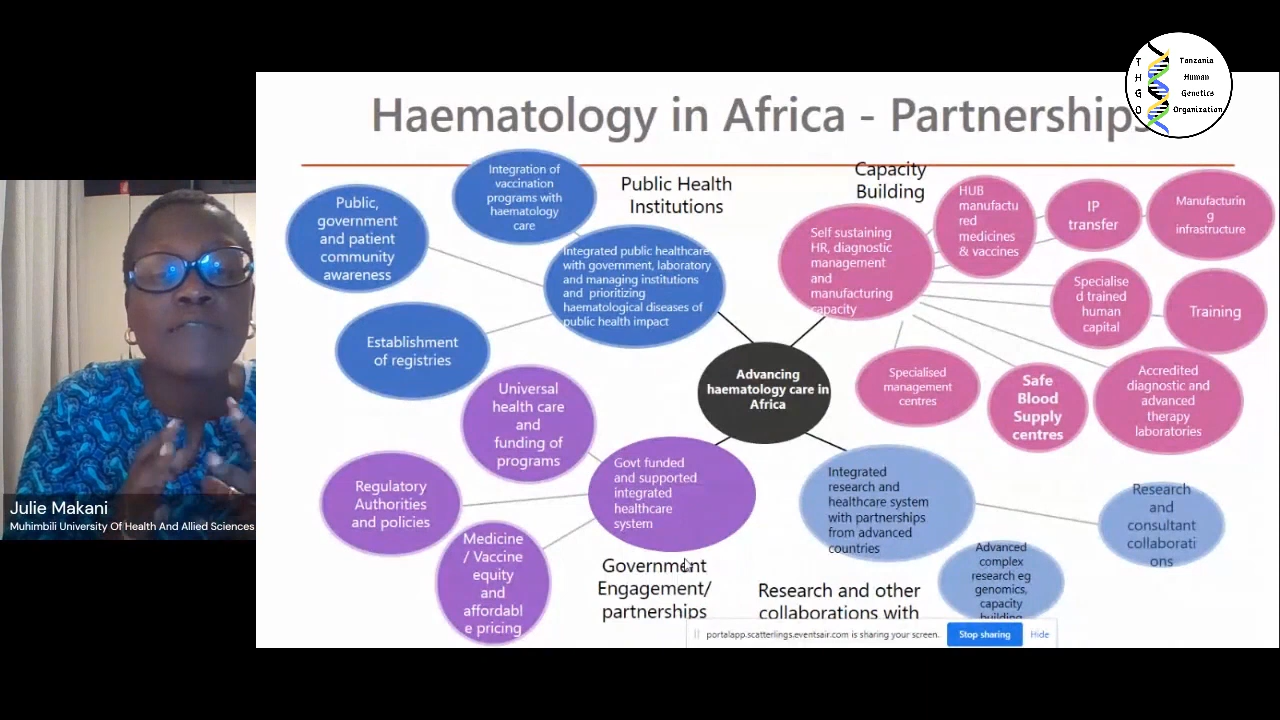 Haematology in Africa - Partnerships
T Tanzania
H Human
G Genetics
O Organization
Public Health
Institutions
Capacity
Building
Integration of
vaccination
programs with
haematology
care
Public,
government
and patient
community
awareness
Integrated public healthcare
with government, laboratory
and managing institutions
and prioritizing
haematological diseases of
public health impact
Establishment
of registries
Self sustaining
HR, diagnostic
management
and
manufacturing
capacity
HUB
manufactu
red
medicines
& vaccines
IP
transfer
Manufacturin
g
infrastructure
Specialise
d trained
human
capital
Training
Specialised
management
centres
Safe
Blood
Supply
centres
Accredited
diagnostic and
advanced
therapy
laboratories
Advancing
haematology care in
Africa
Universal
health care
and
funding of
programs
Regulatory
Authorities
and policies
Medicine
/ Vaccine
equity
and
affordabl
e pricing
Govt funded
and supported
integrated
healthcare
system
Government
Engagement/
partnerships
Integrated
research and
healthcare system
with partnerships
from advanced
countries
Research
and
consultant
collaborati
ons
Advanced
complex
research eg
genomics,
capacity
building
Research and other
collaborations with
portalapp.scatterlings.eventsair.com is sharing your screen.
Stop sharing
Hide
Julie Makani
Muhimbili University Of Health And Allied Sciences